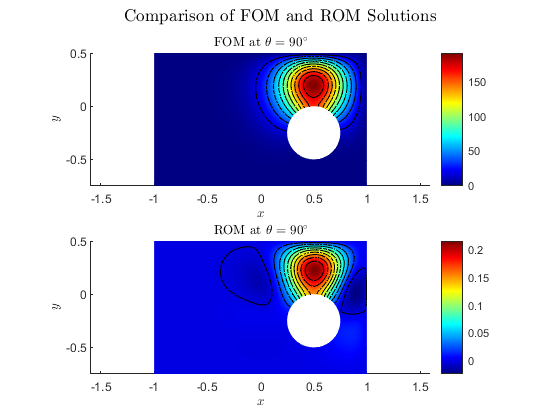 Comparison of FOM and ROM Solutions
FOM at θ = 90°
0.5
0
-0.5
y
-1.5 -1 -0.5 0 0.5 1 1.5
x
150
100
50
0
ROM at θ = 90°
0.5
0
-0.5
y
-1.5 -1 -0.5 0 0.5 1 1.5
x
0.2
0.15
0.1
0.05
0